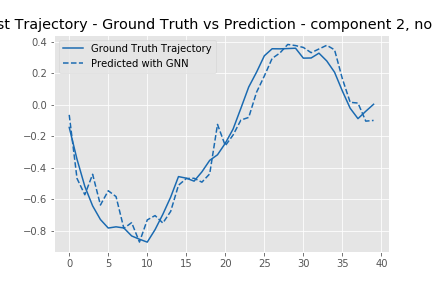 st Trajectory - Ground Truth vs Prediction - component 2, no
Ground Truth Trajectory
Predicted with GNN
0.4
0.2
0.0
−0.2
−0.4
−0.6
−0.8
0 5 10 15 20 25 30 35 40